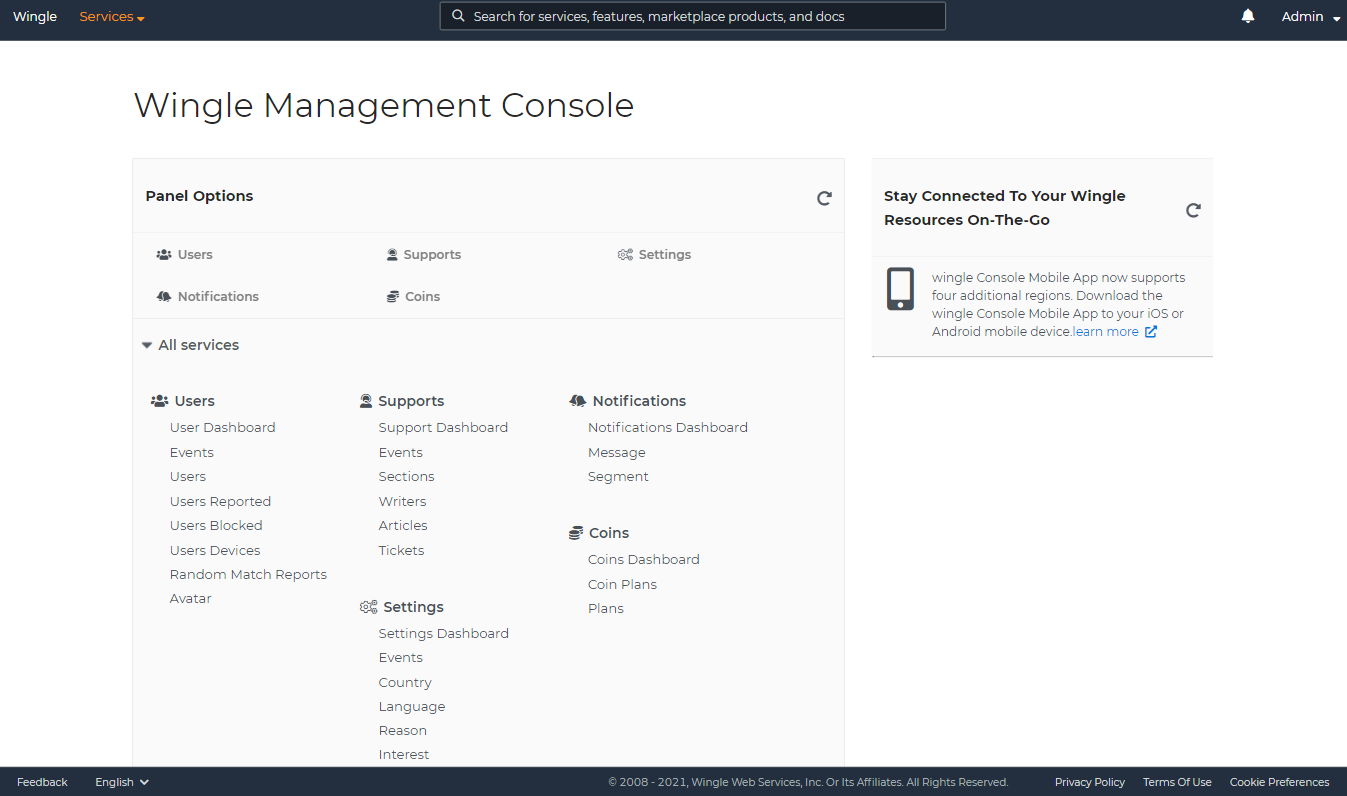 Wingle Services Search for services, features, marketplace products, and docs Admin
Wingle Management Console
Panel Options
Users Supports Settings
Notifications Coins
All services
Users
User Dashboard
Events
Users
Users Reported
Users Blocked
Users Devices
Random Match Reports
Avatar
Supports
Support Dashboard
Events
Sections
Writers
Articles
Tickets
Settings
Settings Dashboard
Events
Country
Language
Reason
Interest
Notifications
Notifications Dashboard
Message
Segment
Coins
Coins Dashboard
Coin Plans
Plans
Stay Connected To Your Wingle
Resources On-The-Go
wingle Console Mobile App now supports
four additional regions. Download the
wingle Console Mobile App to your iOS or
Android mobile device.learn more
Feedback English © 2008 - 2021, Wingle Web Services, Inc. Or Its Affiliates. All Rights Reserved. Privacy Policy Terms Of Use Cookie Preferences